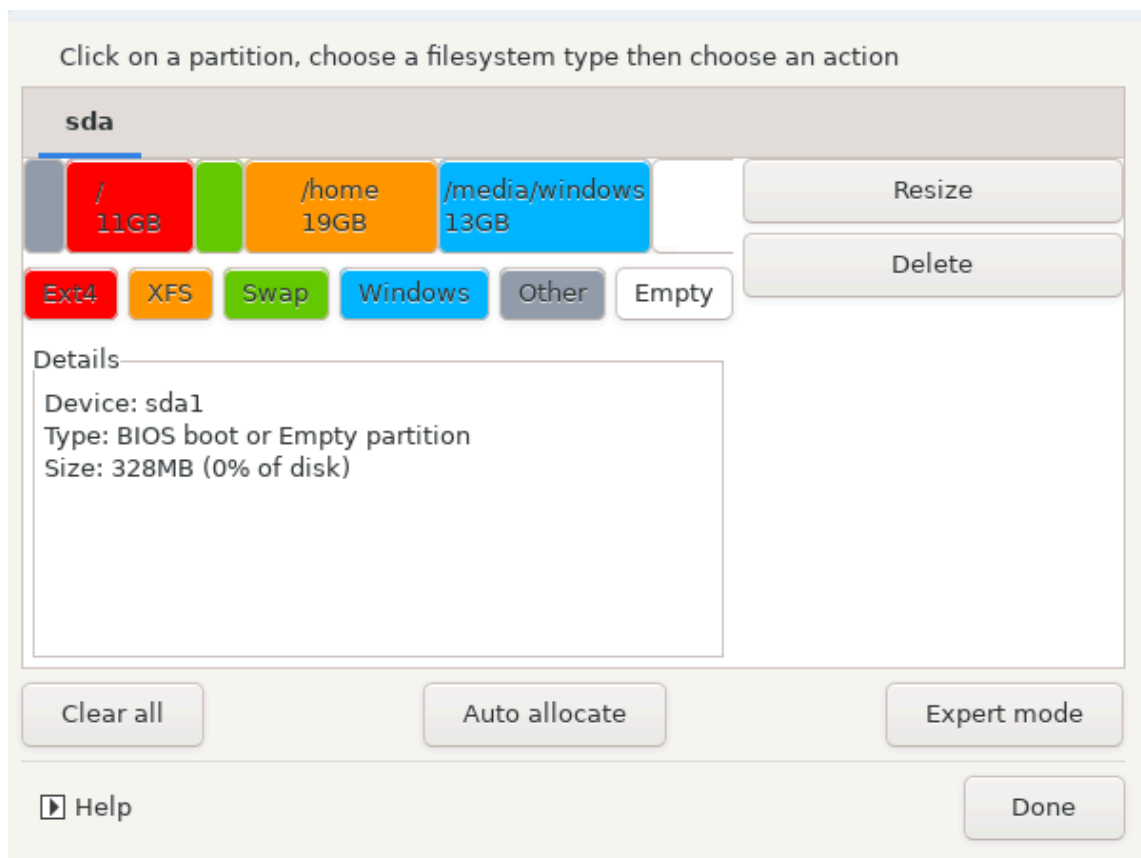 Click on a partition, choose a filesystem type then choose an action
sda
/
11GB
/home
19GB
/media/windows
13GB
Resize
Delete
Ext4 XFS Swap Windows Other Empty
Details
Device: sda1
Type: BIOS boot or Empty partition
Size: 328MB (0% of disk)
Clear all Auto allocate Expert mode
Help Done